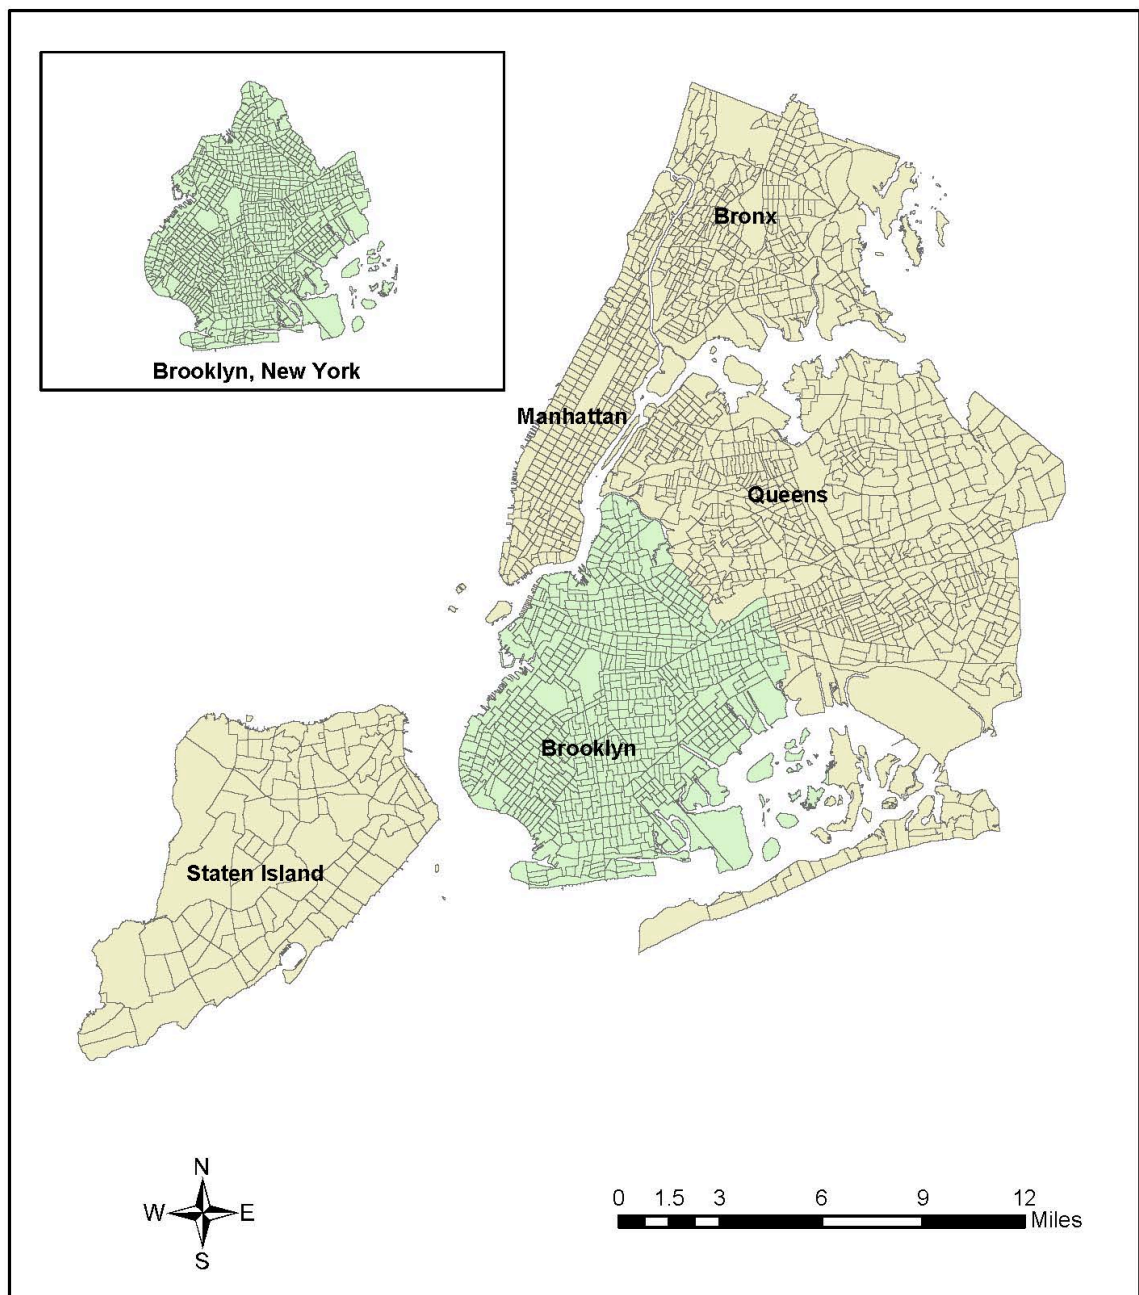 Brooklyn, New York
Bronx
Manhattan
Queens
Brooklyn
Staten Island
N
W E
S
0 1.5 3 6 9 12
Miles